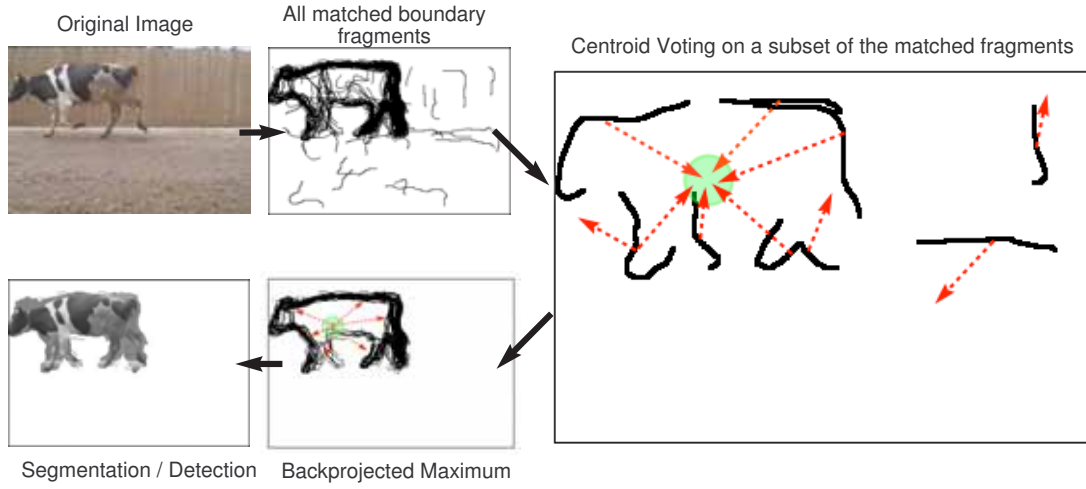 Original Image
All matched boundary
fragments
Centroid Voting on a subset of the matched fragments
Segmentation / Detection
Backprojected Maximum